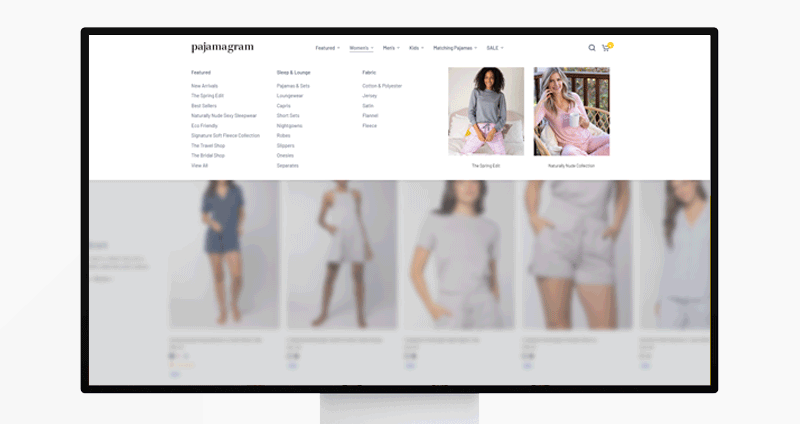 pajamagram
Featured
Women's
Men's
Kids
Matching Pajamas
SALE
Featured
New Arrivals
The Spring Edit
Best Sellers
Naturally Nude Sexy Sleepwear
Eco Friendly
Signature Soft Fleece Collection
The Travel Shop
The Bridal Shop
View All
Sleep & Lounge
Pajamas & Sets
Loungewear
Capris
Short Sets
Nightgowns
Robes
Slippers
Onesies
Separates
Fabric
Cotton & Polyester
Jersey
Satin
Flannel
Fleece
The Spring Edit
Naturally Nude Collection